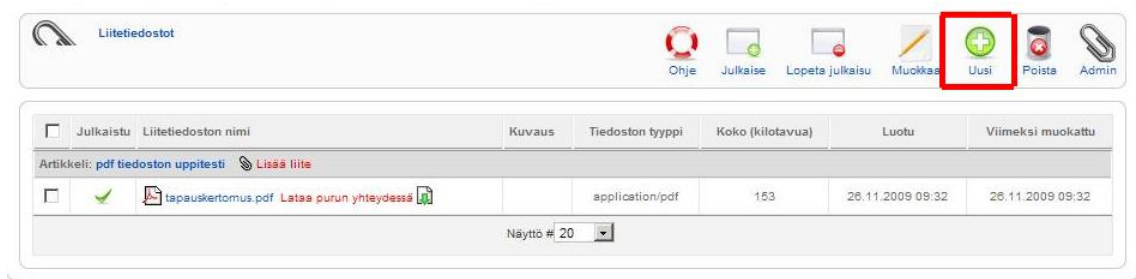 Liitetiedostot
Ohje Julkaise Lopeta julkaisu Muokkaa Uusi Poista Admin
Julkaistu Liitetiedoston nimi Kuvaus Tiedoston tyyppi Koko (kilotavua) Luotu Viimeksi muokattu
Artikkeli: pdf tiedoston uppitesti Lisää liite
tapauskertomus.pdf Lataa purun yhteydessä application/pdf 153 26.11.2009 09:32 26.11.2009 09:32
Näyttö # 20